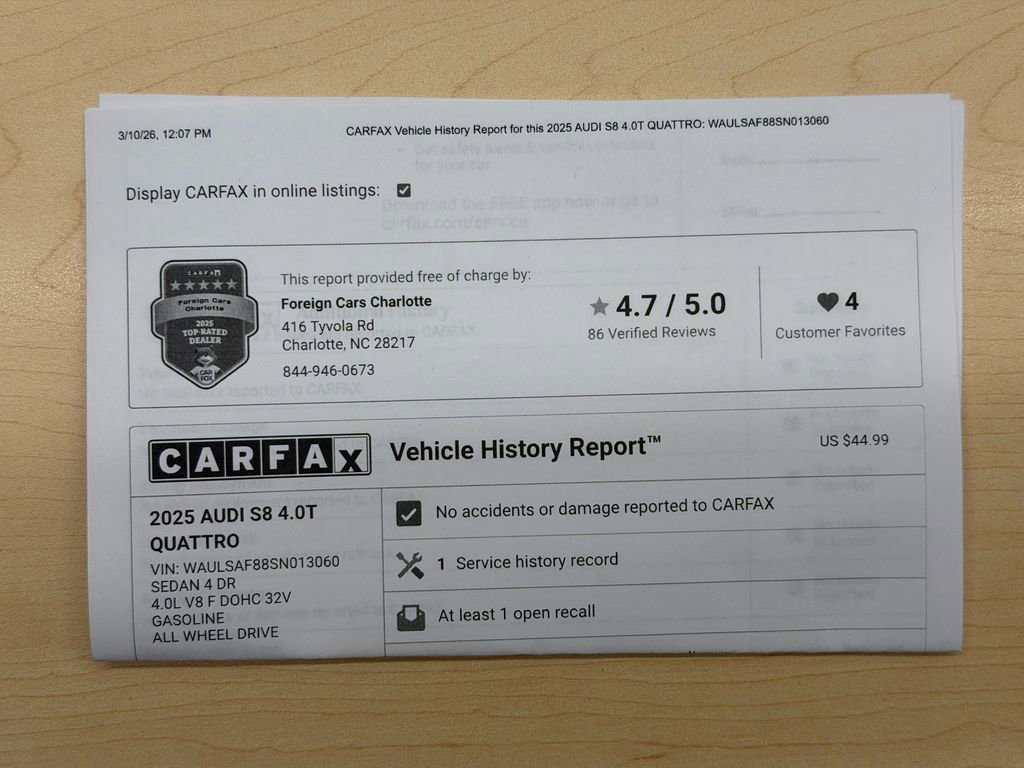 3/10/26, 12:07 PM
CARFAX Vehicle History Report for this 2025 AUDI S8 4.0T QUATTRO: WAULSAF88SN013060
Display CARFAX in online listings:
CARFAX
Foreign Cars
Charlotte
2025
TOP-RATED
DEALER
CAR
FOX
This report provided free of charge by:
Foreign Cars Charlotte
416 Tyvola Rd
Charlotte, NC 28217
844-946-0673
4.7 / 5.0
86 Verified Reviews
4
Customer Favorites
CARFAX Vehicle History Report™
US $44.99
2025 AUDI S8 4.0T
QUATTRO
VIN: WAULSAF88SN013060
SEDAN 4 DR
4.0L V8 F DOHC 32V
GASOLINE
ALL WHEEL DRIVE
No accidents or damage reported to CARFAX
1 Service history record
At least 1 open recall